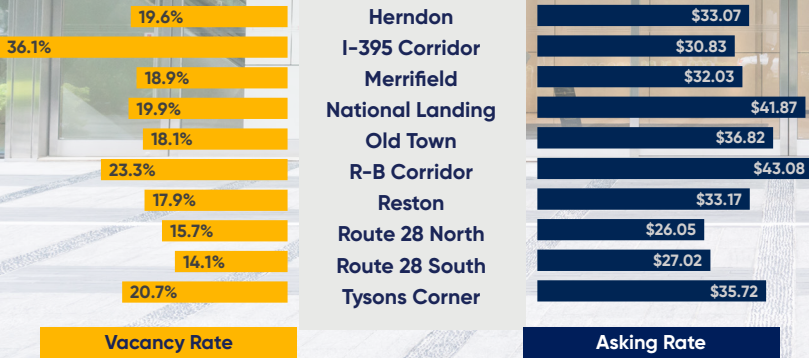 19.6% Herndon $33.07
36.1% I-395 Corridor $30.83
18.9% Merrifield $32.03
19.9% National Landing $41.87
18.1% Old Town $36.82
23.3% R-B Corridor $43.08
17.9% Reston $33.17
15.7% Route 28 North $26.05
14.1% Route 28 South $27.02
20.7% Tysons Corner $35.72
Vacancy Rate Asking Rate